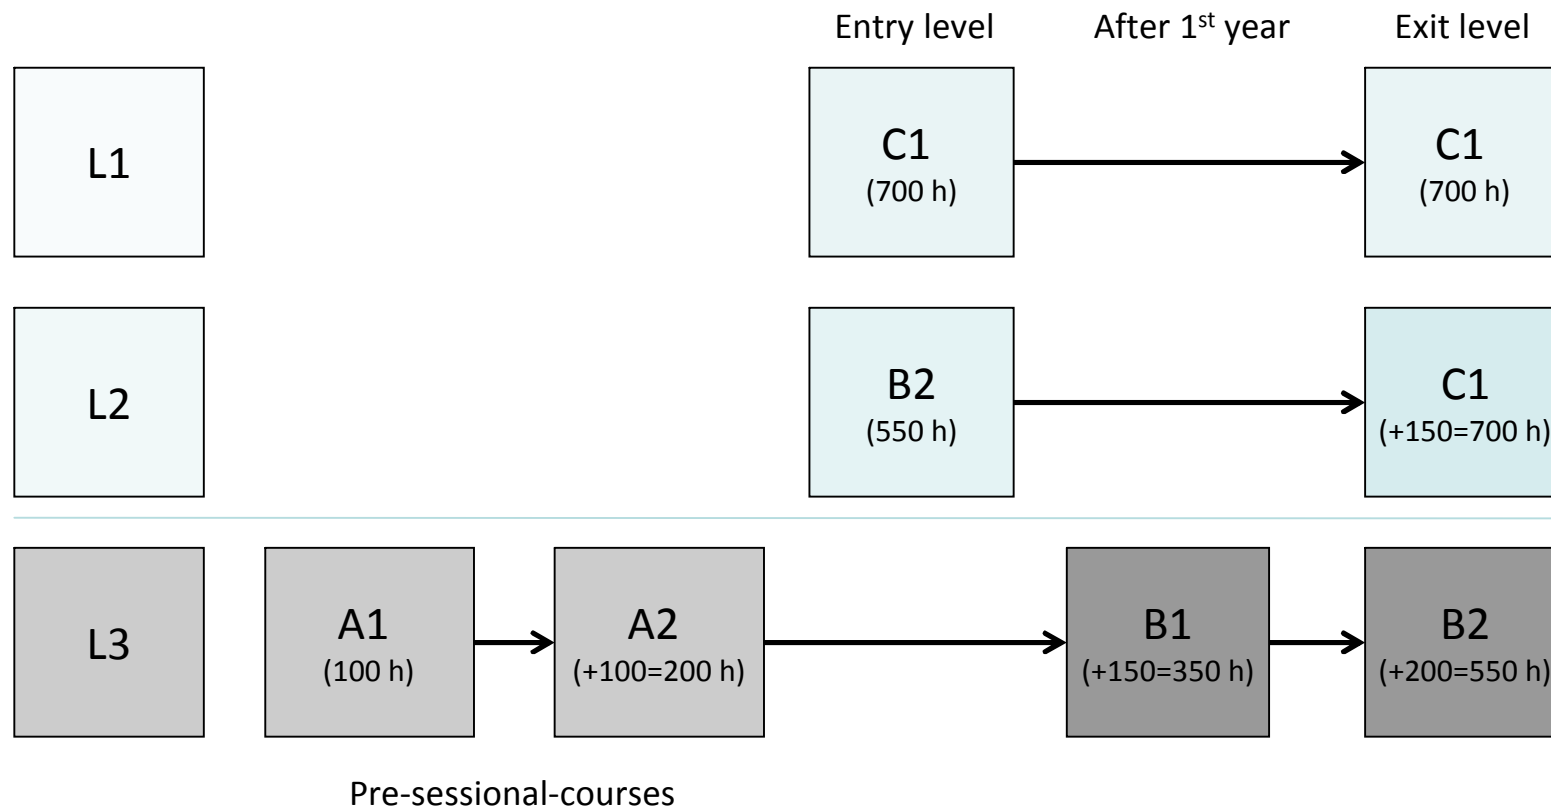 Entry level After 1st year Exit level
L1 C1 C1
(700 h) (700 h)
L2 B2 C1
(550 h) (+150=700 h)
L3 A1 A2 B1 B2
(100 h) (+100=200 h) (+150=350 h) (+200=550 h)
Pre-sessional-courses